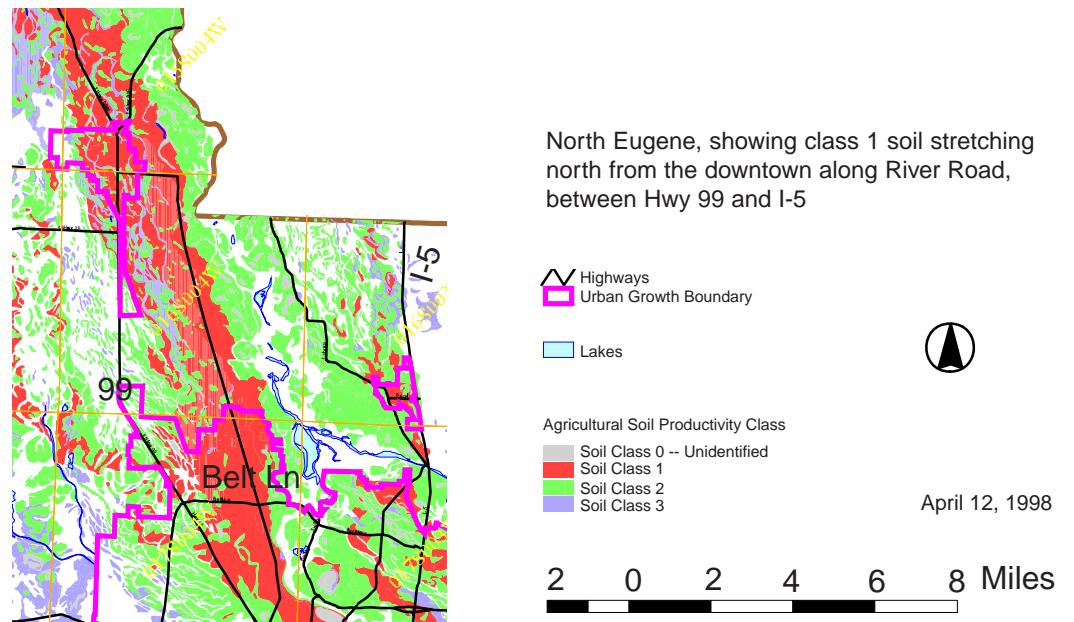 I-5
99
Belt Ln
North Eugene, showing class 1 soil stretching
north from the downtown along River Road,
between Hwy 99 and I-5
Highways
Urban Growth Boundary
Lakes
Agricultural Soil Productivity Class
Soil Class 0 -- Unidentified
Soil Class 1
Soil Class 2
Soil Class 3
April 12, 1998
2 0 2 4 6 8 Miles